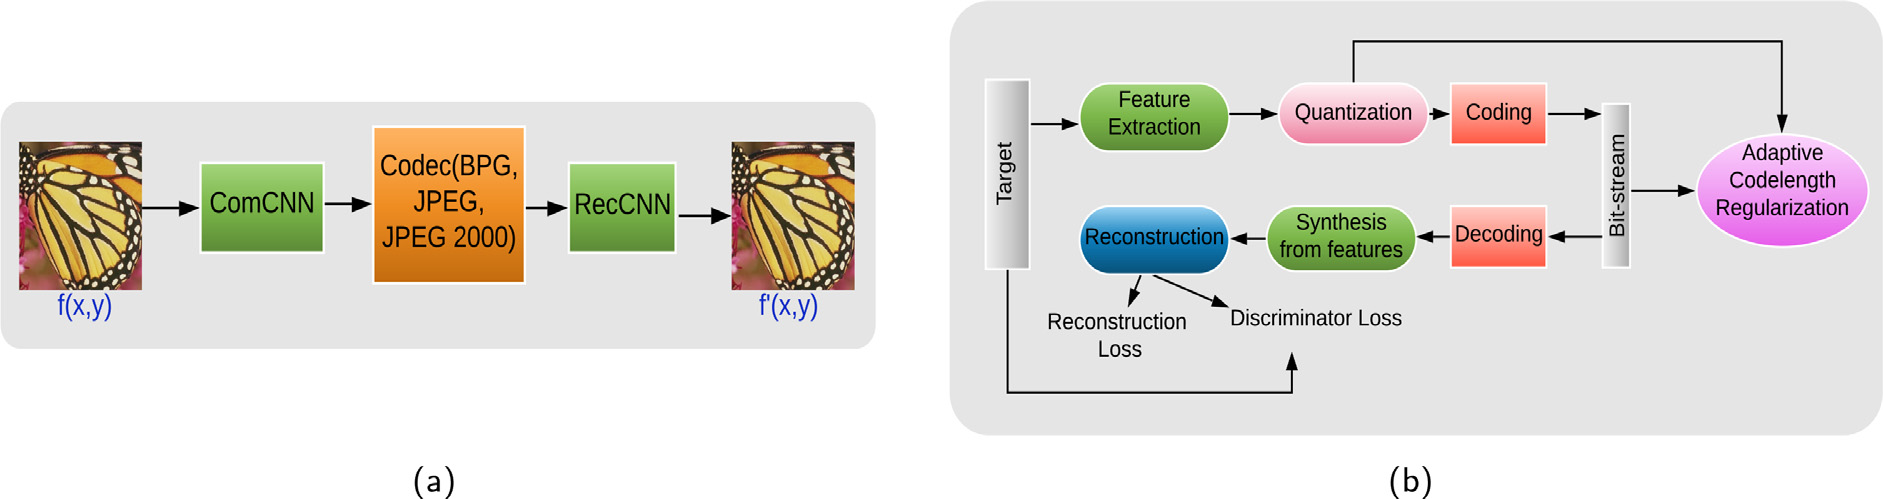 ComCNN
Codec(BPG,
JPEG,
JPEG 2000)
RecCNN
f(x,y)
f'(x,y)
(a)
Target
Feature
Extraction
Quantization
Coding
Bit-stream
Adaptive
Codelength
Regularization
Decoding
Synthesis
from features
Reconstruction
Reconstruction
Loss
Discriminator Loss
(b)